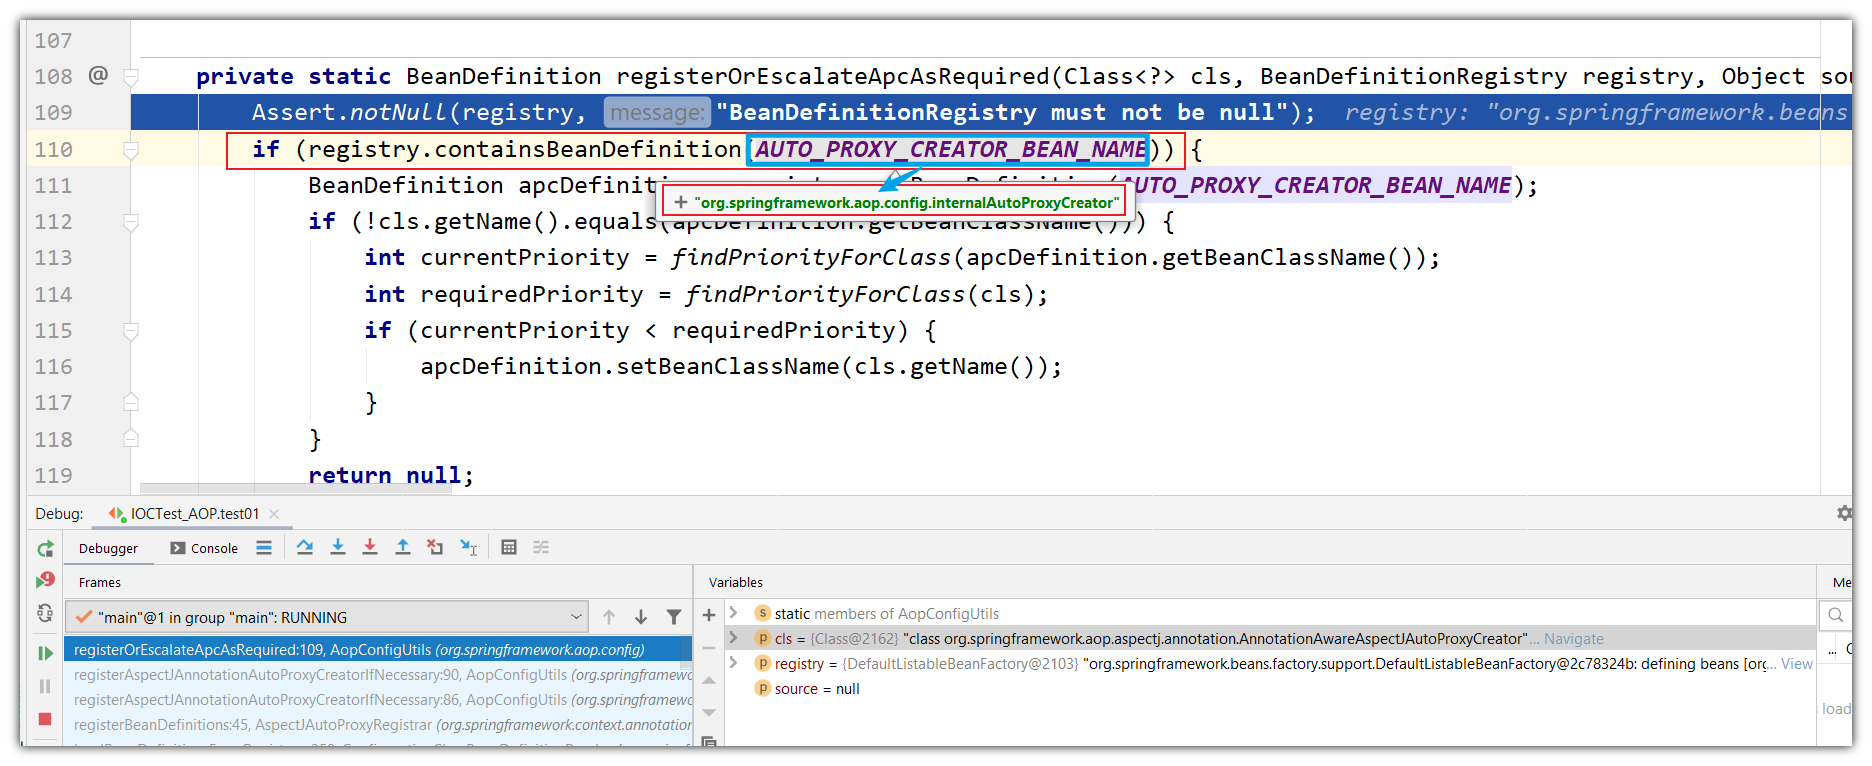 107
108 @ private static BeanDefinition registerOrEscalateApcAsRequired(Class<?> cls, BeanDefinitionRegistry registry, Object sou
109 Assert.notNull(registry, message: "BeanDefinitionRegistry must not be null"); registry: "org.springframework.beans
110 if (registry.containsBeanDefinition(AUTO_PROXY_CREATOR_BEAN_NAME)) {
111 BeanDefinition apcDefinition AUTO_PROXY_CREATOR_BEAN_NAME);
+ "org.springframework.aop.config.internalAutoProxyCreator"
112 if (!cls.getName().equals(apcDefinition.getBeanClassName())) {
113 int currentPriority = findPriorityForClass(apcDefinition.getBeanClassName());
114 int requiredPriority = findPriorityForClass(cls);
115 if (currentPriority < requiredPriority) {
116 apcDefinition.setBeanClassName(cls.getName());
117 }
118 }
119 return null;
Debug: IOCTest_AOP.test01
Debugger Console
Frames Variables Me
"main"@1 in group "main": RUNNING
static members of AopConfigUtils
cls = {Class@2162} "class org.springframework.aop.aspectj.annotation.AnnotationAwareAspectJAutoProxyCreator"... Navigate
registry = {DefaultListableBeanFactory@2103} "org.springframework.beans.factory.support.DefaultListableBeanFactory@2c78324b: defining beans [org... View
source = null
registerOrEscalateApcAsRequired:109, AopConfigUtils (org.springframework.aop.config)
registerAspectJAnnotationAutoProxyCreatorIfNecessary:90, AopConfigUtils (org.springframewo
registerAspectJAnnotationAutoProxyCreatorIfNecessary:86, AopConfigUtils (org.springframewo
registerBeanDefinitions:45, AspectJAutoProxyRegistrar (org.springframework.context.annotation
load